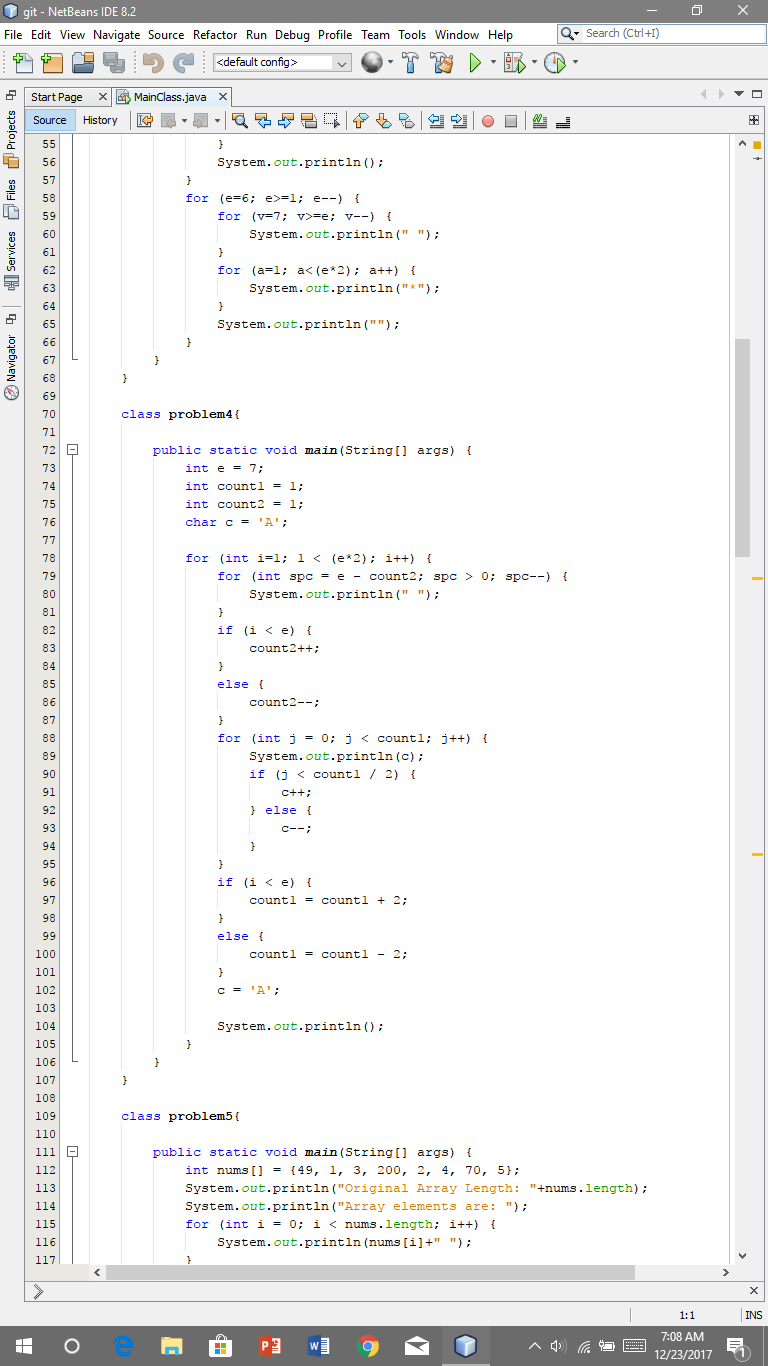 git - NetBeans IDE 8.2
File Edit View Navigate Source Refactor Run Debug Profile Team Tools Window Help
Search (Ctrl+I)
<default config>
Start Page
MainClass.java
Source History
Projects
Files
Services
Navigator
55 }
56 System.out.println();
57 }
58 for (e=6; e>=1; e--) {
59 for (v=7; v>=e; v--) {
60 System.out.println(" ");
61 }
62 for (a=1; a<(e*2); a++) {
63 System.out.println("*");
64 }
65 System.out.println("");
66 }
67 }
68 }
69
70 class problem4{
71
72 public static void main(String[] args) {
73 int e = 7;
74 int count1 = 1;
75 int count2 = 1;
76 char c = 'A';
77
78 for (int i=1; 1 < (e*2); i++) {
79 for (int spc = e - count2; spc > 0; spc--) {
80 System.out.println(" ");
81 }
82 if (i < e) {
83 count2++;
84 }
85 else {
86 count2--;
87 }
88 for (int j = 0; j < count1; j++) {
89 System.out.println(c);
90 if (j < count1 / 2) {
91 c++;
92 } else {
93 c--;
94 }
95 }
96 if (i < e) {
97 count1 = count1 + 2;
98 }
99 else {
100 count1 = count1 - 2;
101 }
102 c = 'A';
103
104 System.out.println();
105 }
106 }
107 }
108
109 class problem5{
110
111 public static void main(String[] args) {
112 int nums[] = {49, 1, 3, 200, 2, 4, 70, 5};
113 System.out.println("Original Array Length: "+nums.length);
114 System.out.println("Array elements are: ");
115 for (int i = 0; i < nums.length; i++) {
116 System.out.println(nums[i]+" ");
117 }
1:1 INS
7:08 AM
12/23/2017
1